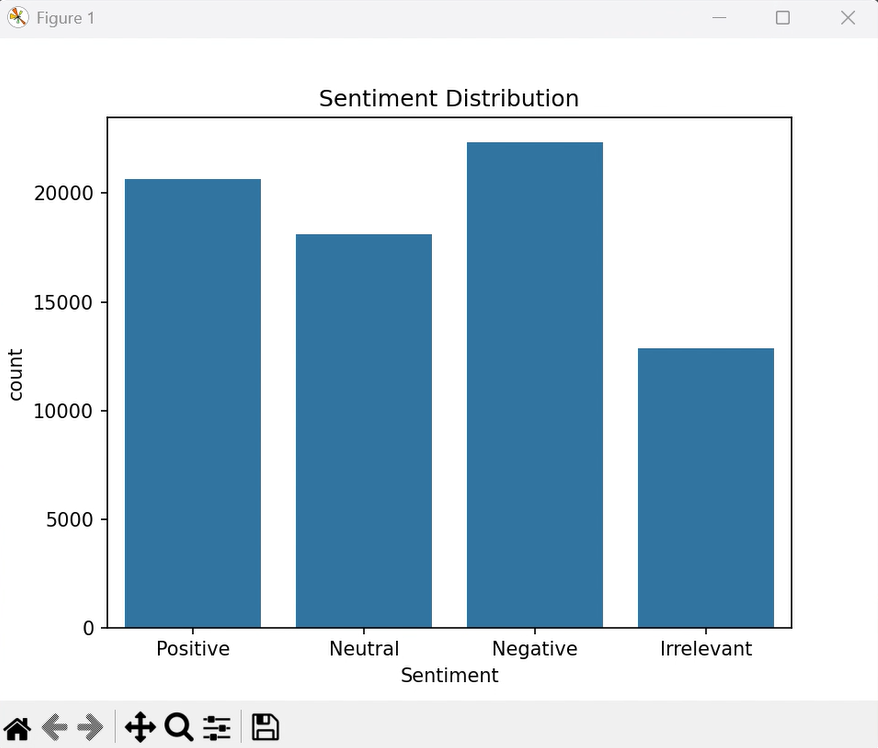 Figure 1
Sentiment Distribution
20000
15000
10000
5000
0
count
Positive Neutral Negative Irrelevant
Sentiment